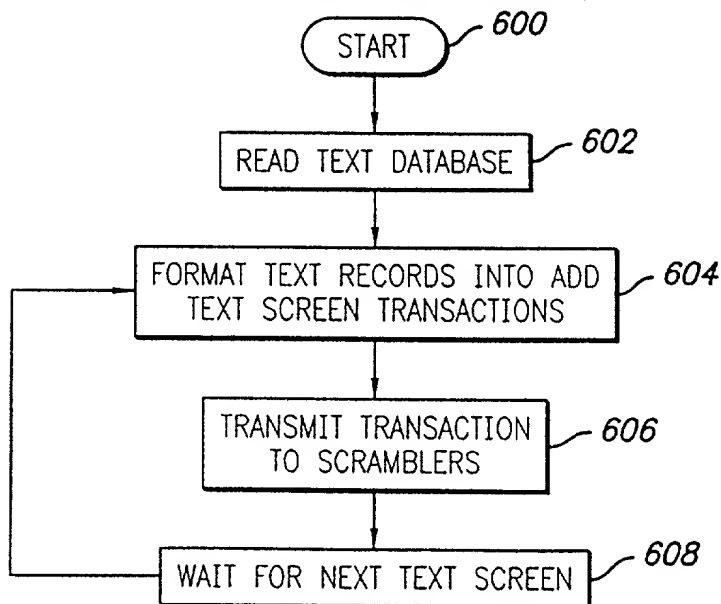 START
600
READ TEXT DATABASE
602
FORMAT TEXT RECORDS INTO ADD
TEXT SCREEN TRANSACTIONS
604
TRANSMIT TRANSACTION
TO SCRAMBLERS
606
WAIT FOR NEXT TEXT SCREEN
608